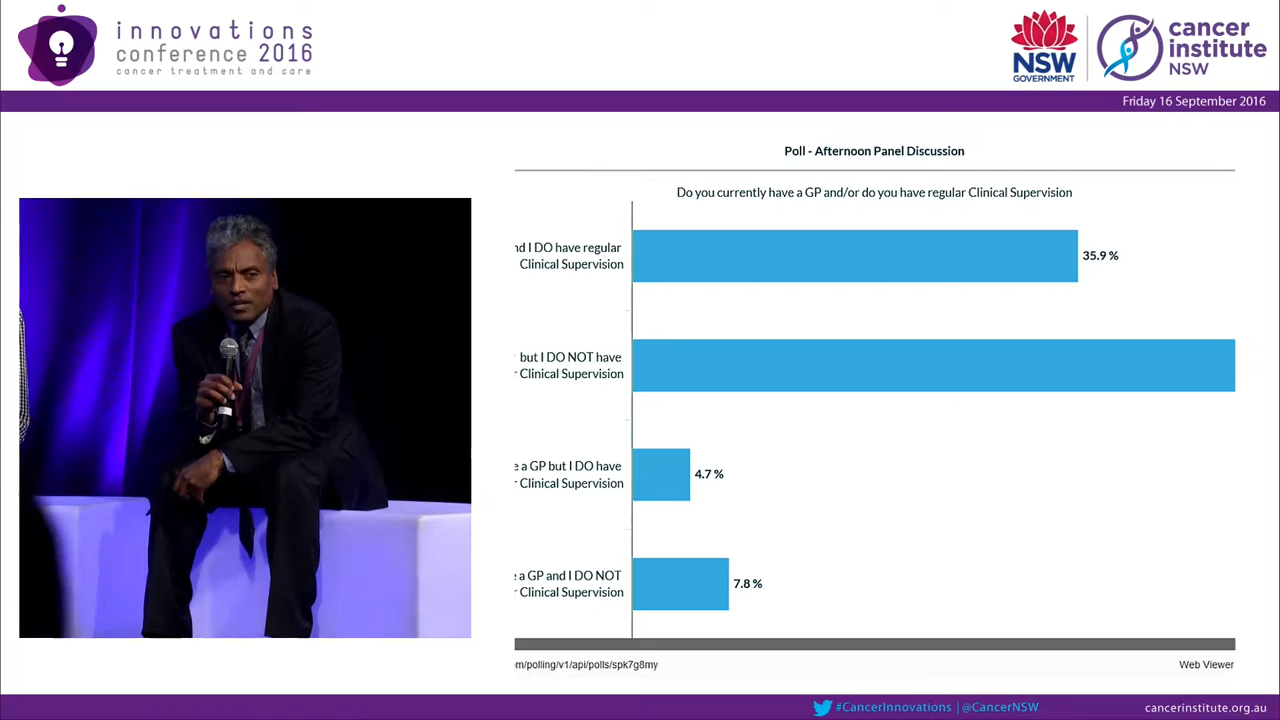 innovations
conference 2016
cancer treatment and care
NSW
GOVERNMENT
cancer
institute
NSW
Friday 16 September 2016
Poll - Afternoon Panel Discussion
Do you currently have a GP and/or do you have regular Clinical Supervision
nd I DO have regular
Clinical Supervision
35.9 %
but I DO NOT have
Clinical Supervision
e a GP but I DO have
Clinical Supervision
4.7 %
e a GP and I DO NOT
Clinical Supervision
7.8 %
om/polling/v1/api/polls/spk7g8my
Web Viewer
#CancerInnovations | @CancerNSW
cancerinstitute.org.au